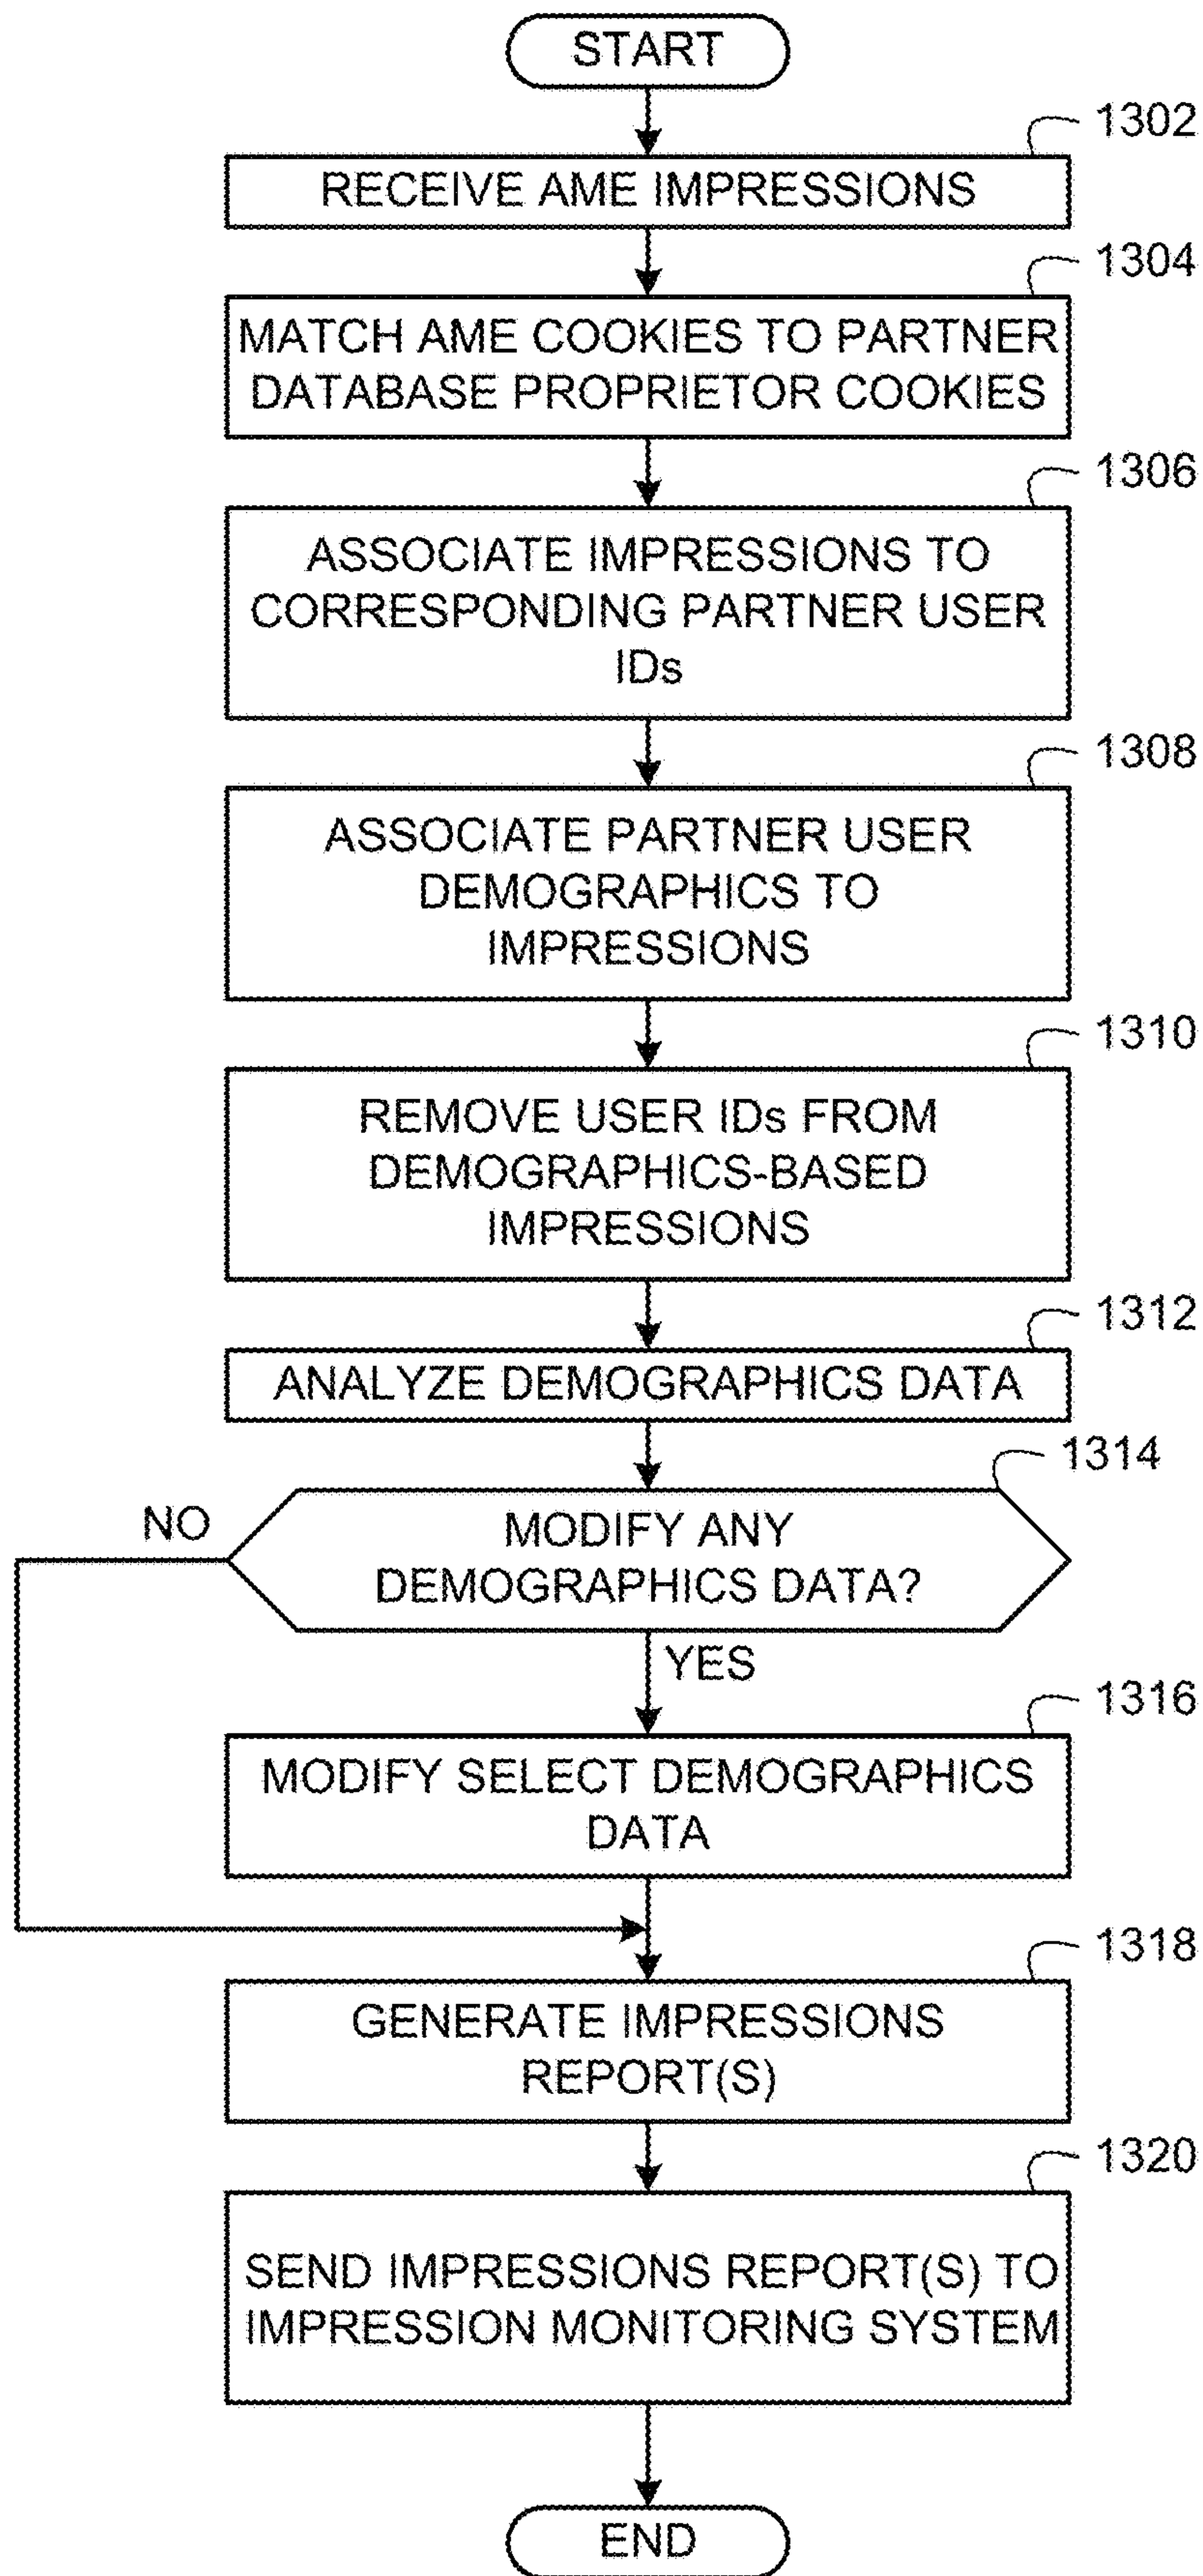 START
1302
RECEIVE AME IMPRESSIONS
1304
MATCH AME COOKIES TO PARTNER
DATABASE PROPRIETOR COOKIES
1306
ASSOCIATE IMPRESSIONS TO
CORRESPONDING PARTNER USER
IDs
1308
ASSOCIATE PARTNER USER
DEMOGRAPHICS TO
IMPRESSIONS
1310
REMOVE USER IDs FROM
DEMOGRAPHICS-BASED
IMPRESSIONS
1312
ANALYZE DEMOGRAPHICS DATA
1314
NO
MODIFY ANY
DEMOGRAPHICS DATA?
YES
1316
MODIFY SELECT DEMOGRAPHICS
DATA
1318
GENERATE IMPRESSIONS
REPORT(S)
1320
SEND IMPRESSIONS REPORT(S) TO
IMPRESSION MONITORING SYSTEM
END